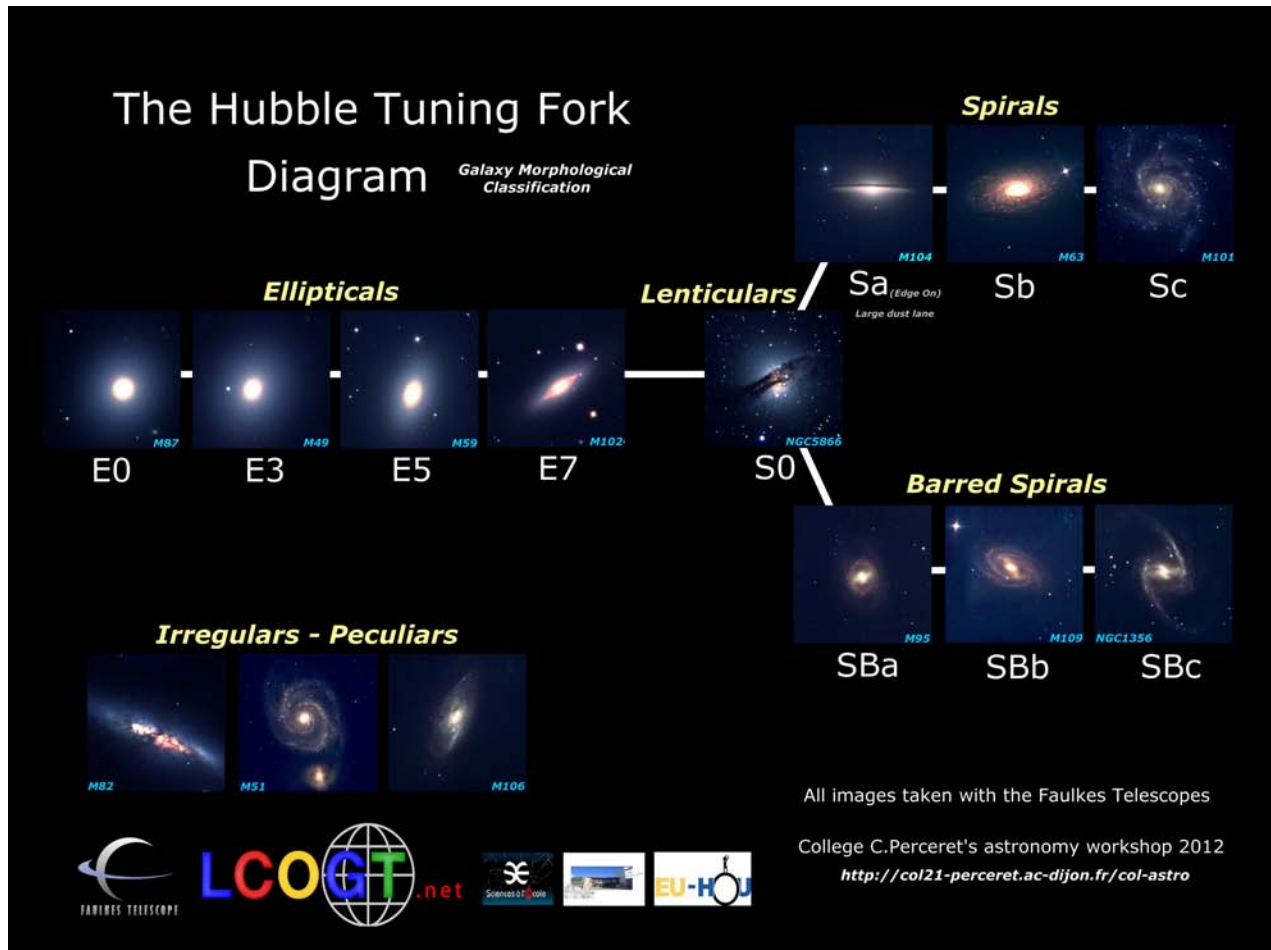 The Hubble Tuning Fork
Diagram
Galaxy Morphological
Classification
Spirals
M104
M63
M101
Sa (Edge On)
Large dust lane
Sb
Sc
Ellipticals
Lenticulars
M87
M49
M59
M102
NGC5866
E0
E3
E5
E7
S0
Barred Spirals
M95
M109
NGC1356
SBa
SBb
SBc
Irregulars - Peculiars
M82
M51
M106
All images taken with the Faulkes Telescopes
College C.Perceret's astronomy workshop 2012
http://col21-perceret.ac-dijon.fr/col-astro
FAULKES TELESCOPE
LCOGT.net
Sciences à l'école
EU-HOU